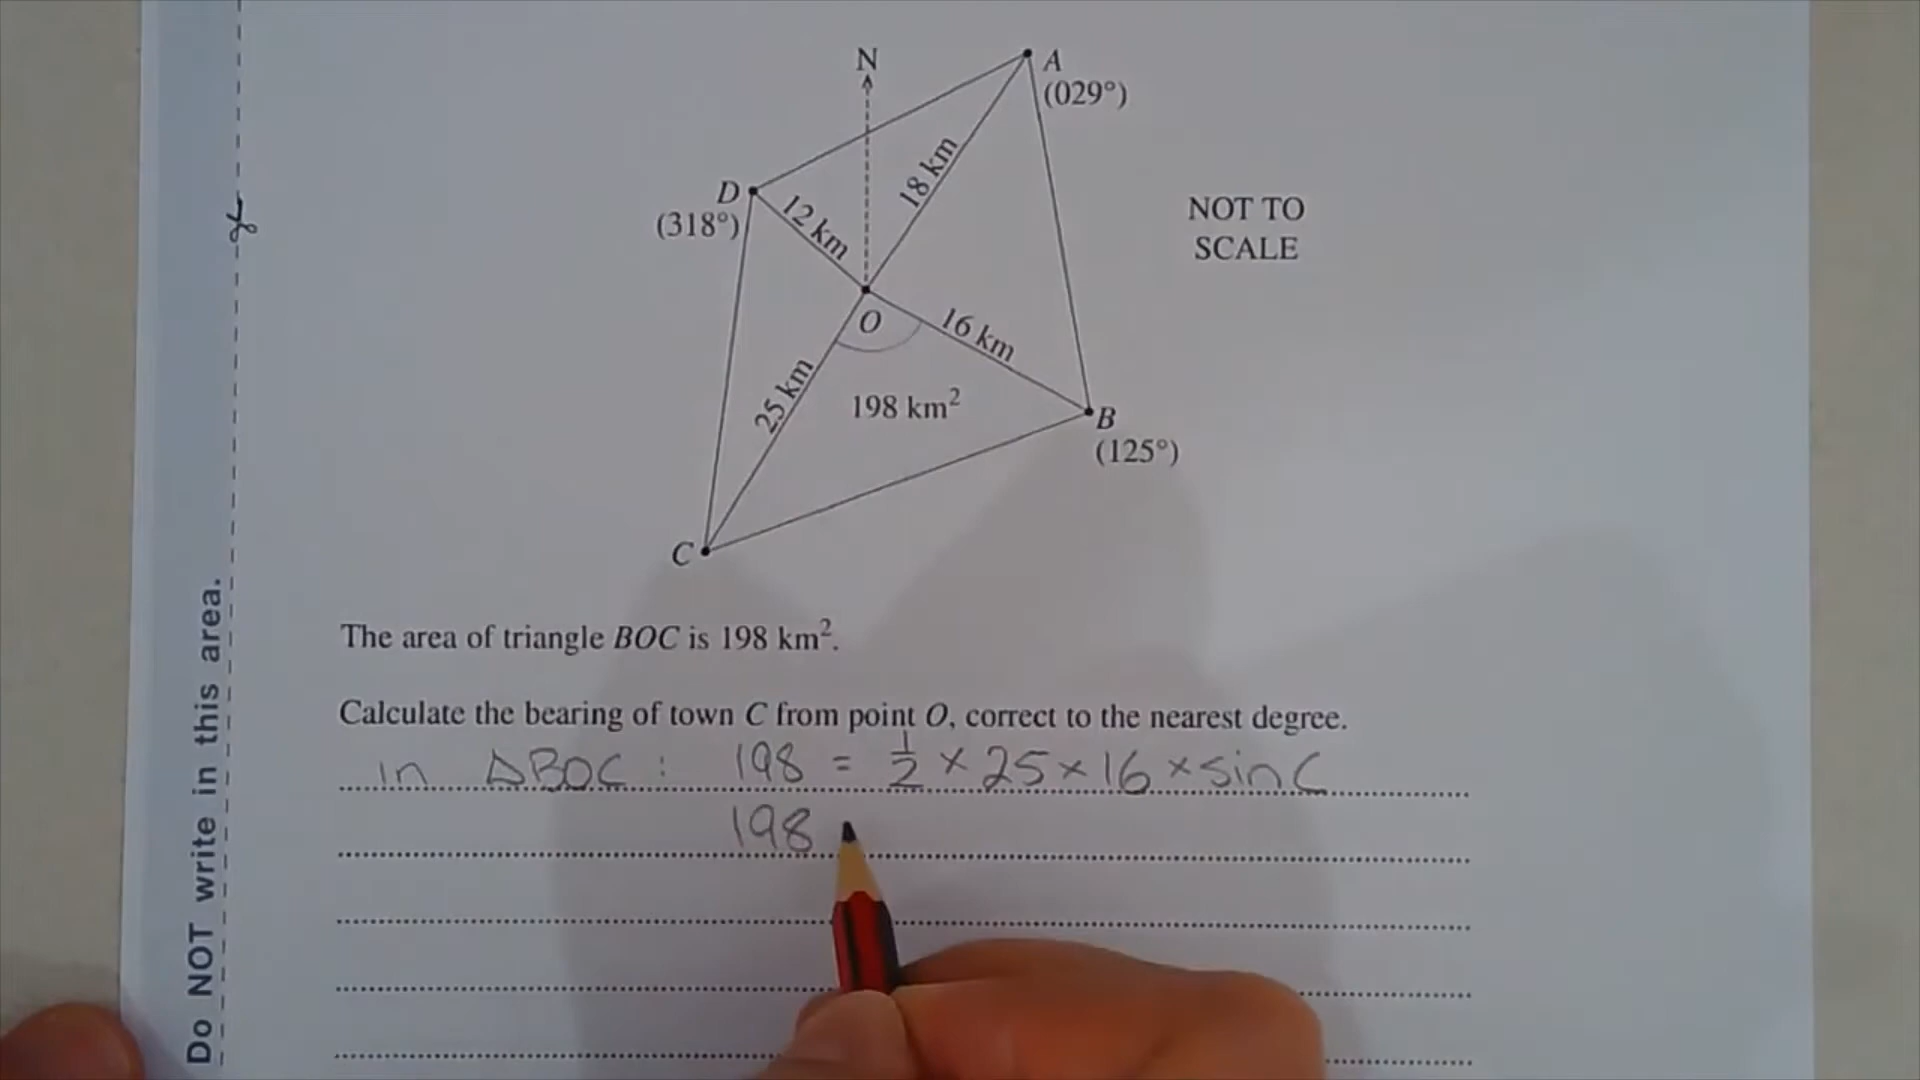 N
A
(029°)
D
(318°)
12 km
18 km
NOT TO
SCALE
O
16 km
25 km
198 km²
B
(125°)
C
The area of triangle BOC is 198 km².
Calculate the bearing of town C from point O, correct to the nearest degree.
in △BOC : 198 = 1/2 × 25 × 16 × sin C
198
Do NOT write in this area.